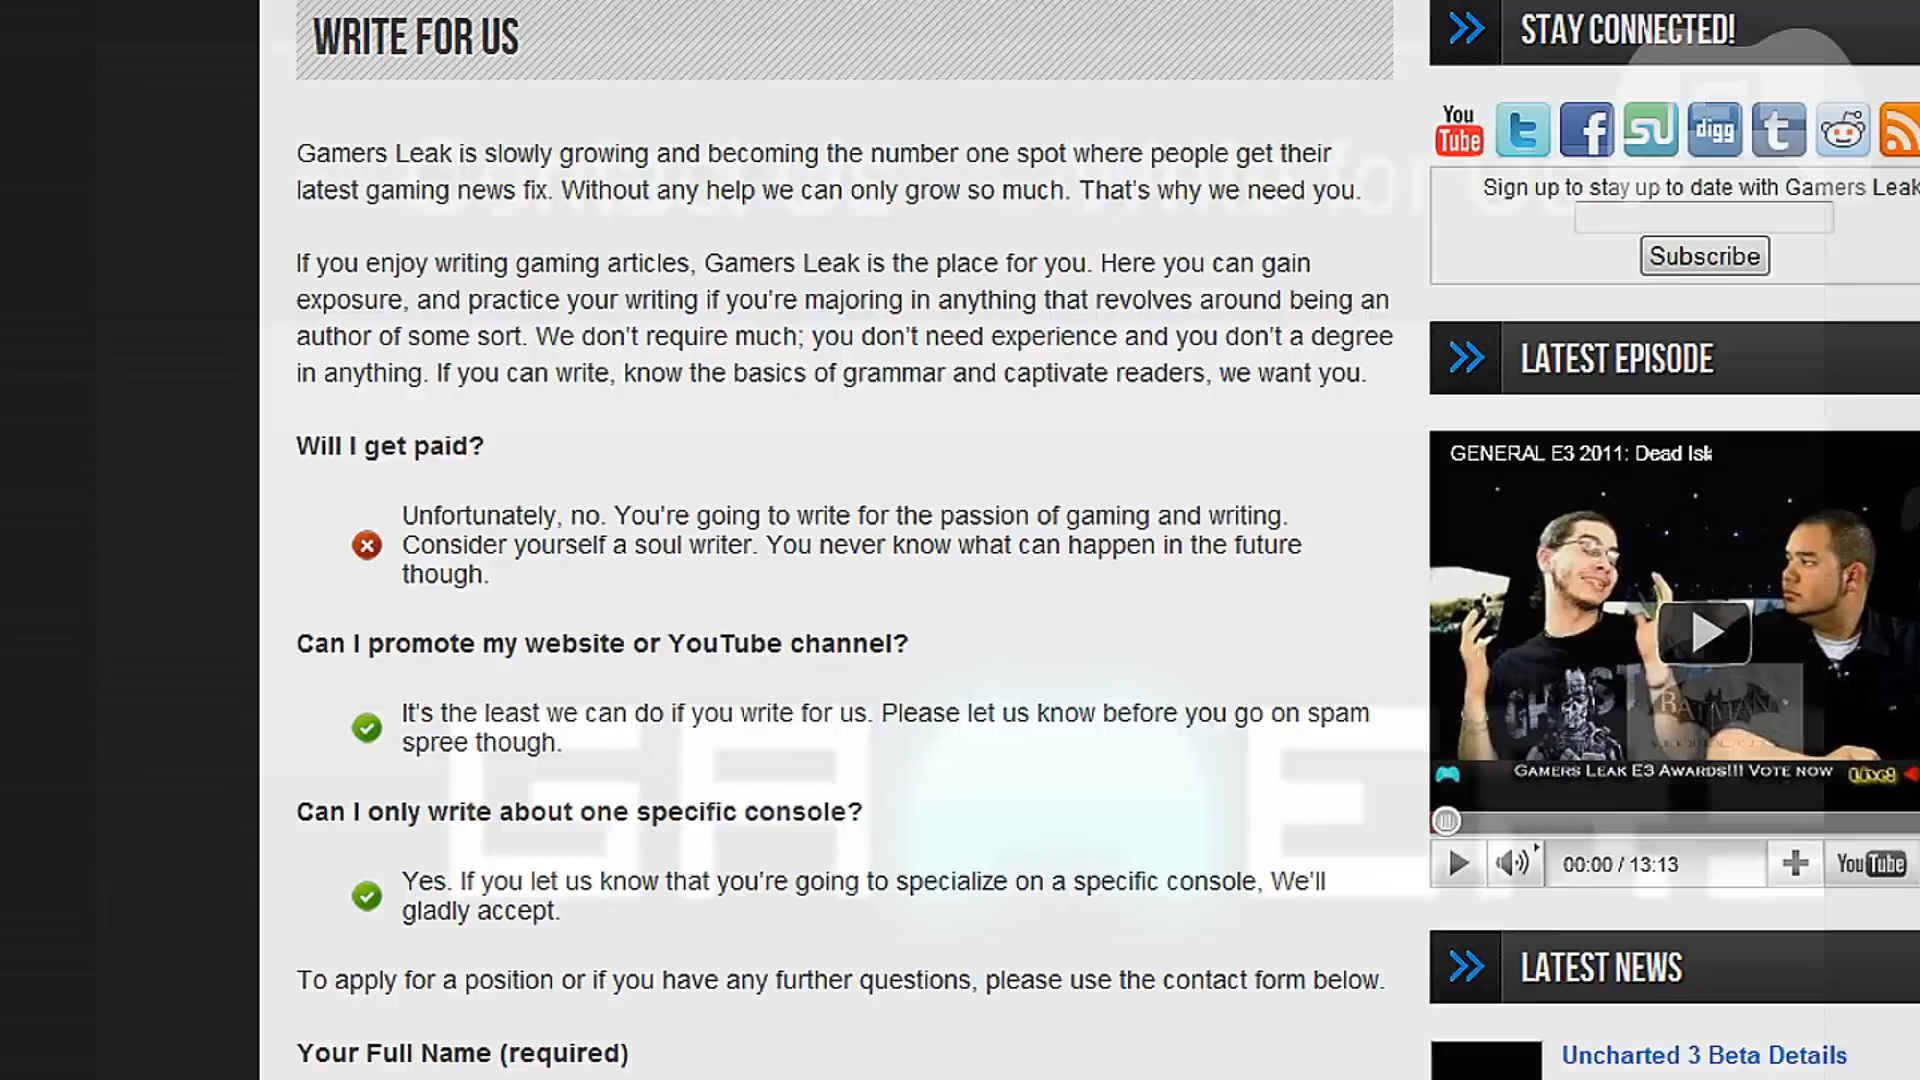 WRITE FOR US
Gamers Leak is slowly growing and becoming the number one spot where people get their
latest gaming news fix. Without any help we can only grow so much. That's why we need you.
If you enjoy writing gaming articles, Gamers Leak is the place for you. Here you can gain
exposure, and practice your writing if you're majoring in anything that revolves around being an
author of some sort. We don't require much; you don't need experience and you don't a degree
in anything. If you can write, know the basics of grammar and captivate readers, we want you.
Will I get paid?
Unfortunately, no. You're going to write for the passion of gaming and writing.
Consider yourself a soul writer. You never know what can happen in the future
though.
Can I promote my website or YouTube channel?
It's the least we can do if you write for us. Please let us know before you go on spam
spree though.
Can I only write about one specific console?
Yes. If you let us know that you're going to specialize on a specific console, We'll
gladly accept.
To apply for a position or if you have any further questions, please use the contact form below.
Your Full Name (required)
STAY CONNECTED!
You
Tube
digg
Sign up to stay up to date with Gamers Leak
Subscribe
LATEST EPISODE
GENERAL E3 2011: Dead Isl
BATMAN
GAMERS LEAK E3 AWARDS!!! VOTE NOW
00:00 / 13:13
YouTube
LATEST NEWS
Uncharted 3 Beta Details